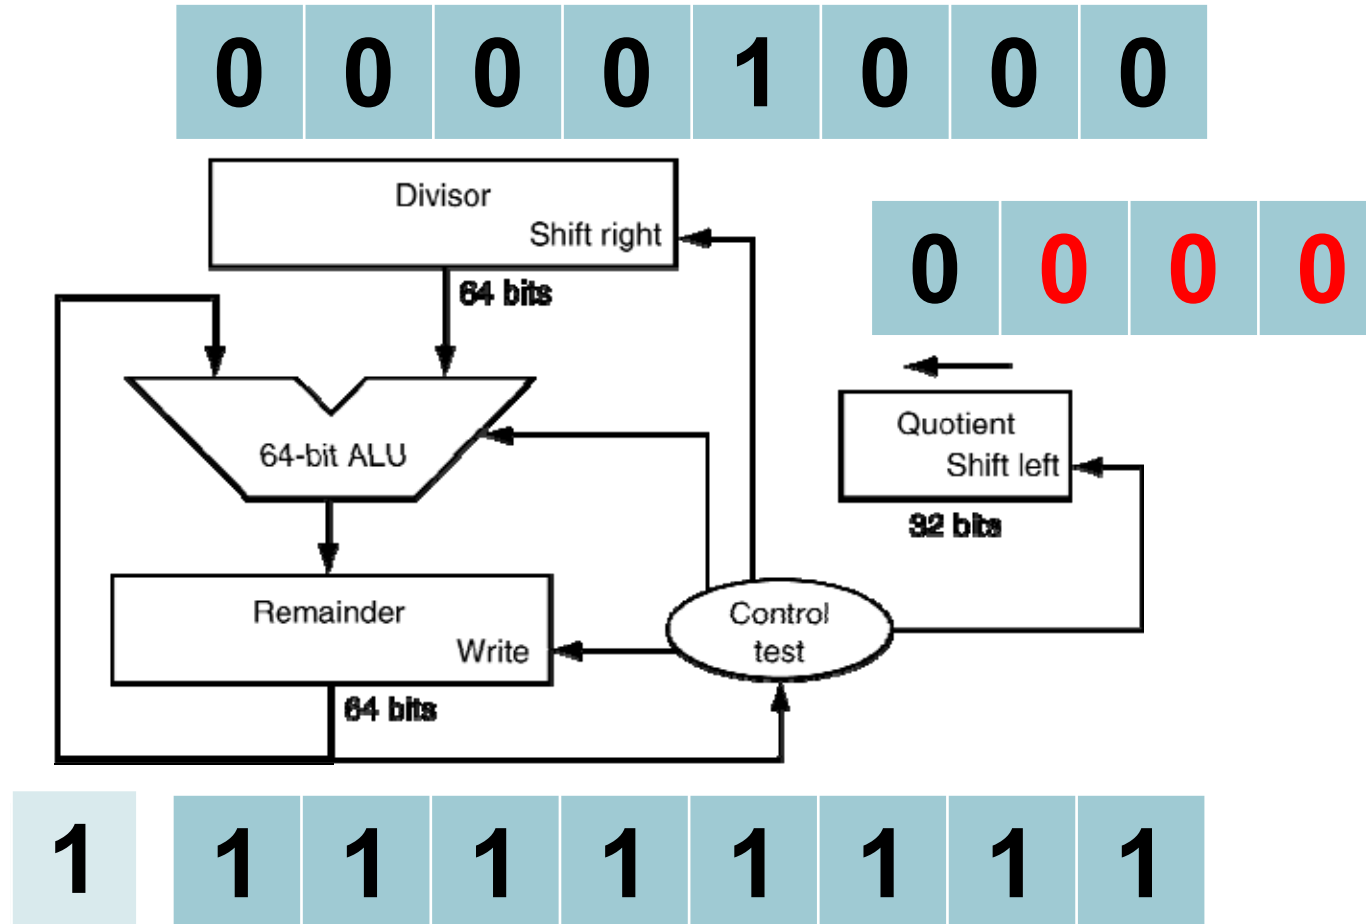 0 0 0 0 1 0 0 0
Divisor
Shift right
64 bits
0 0 0 0
64-bit ALU
Quotient
Shift left
32 bits
Remainder
Write
Control
test
64 bits
1 1 1 1 1 1 1 1 1